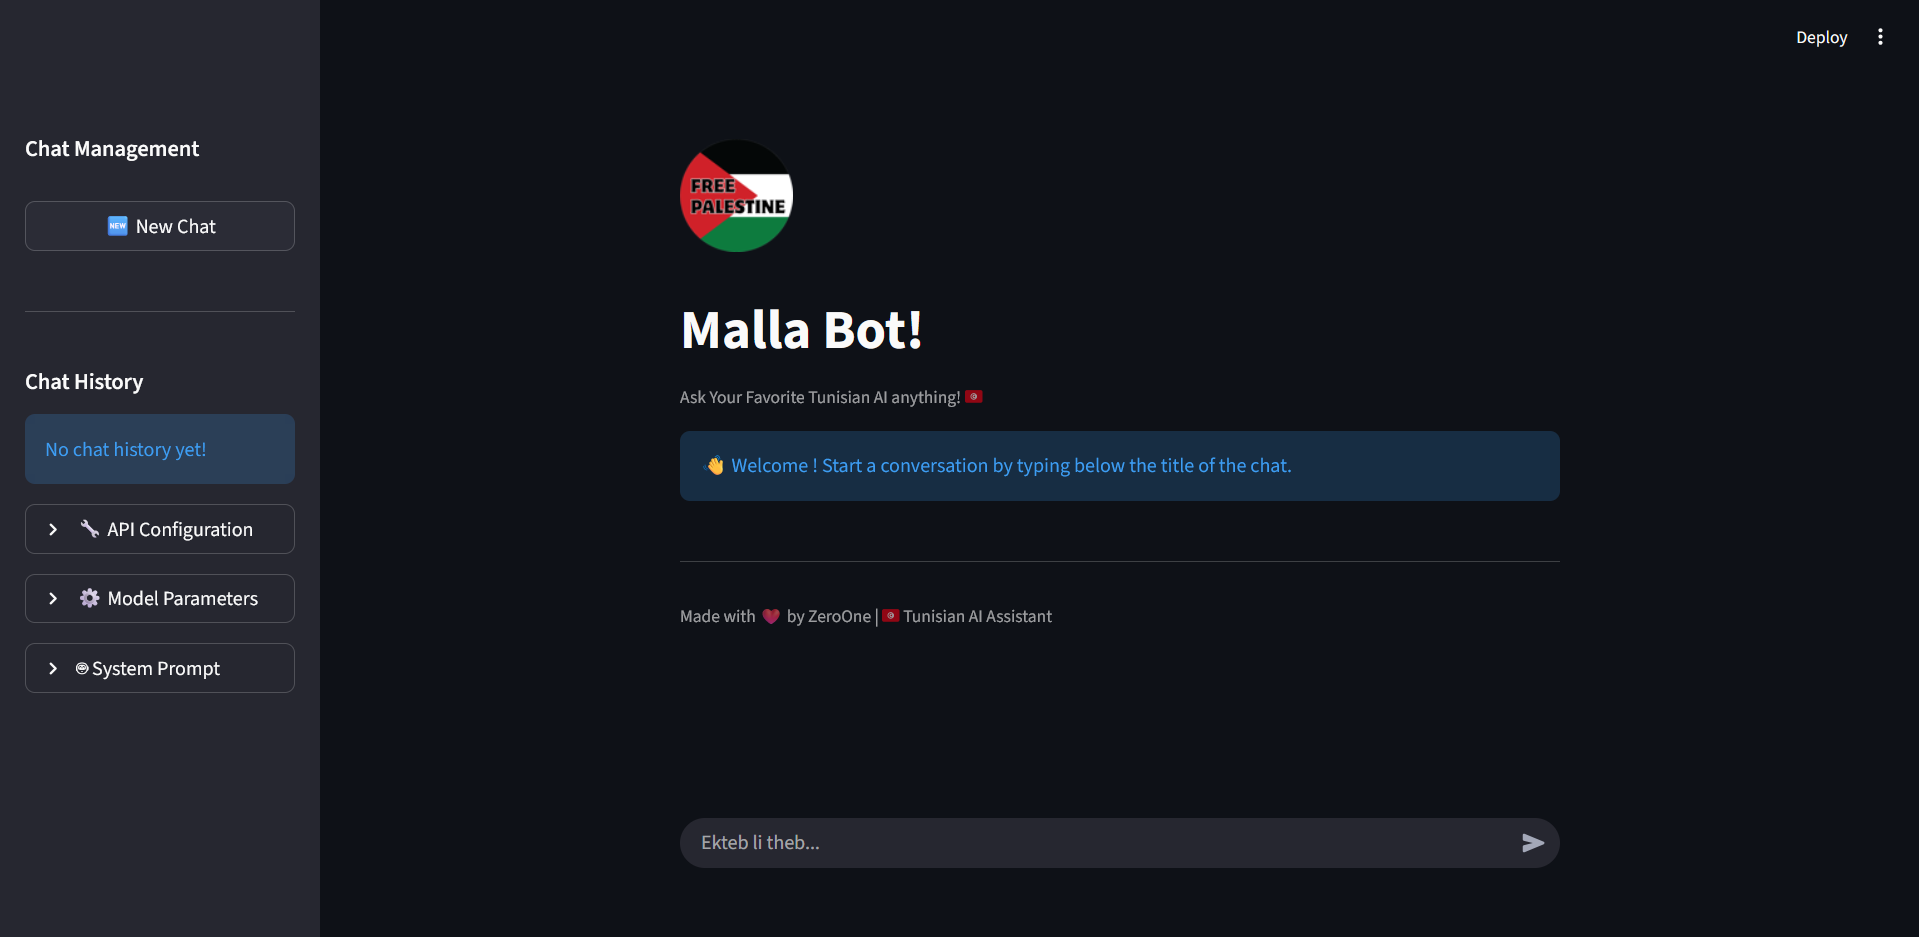 Deploy
Chat Management
NEW New Chat
Chat History
No chat history yet!
API Configuration
Model Parameters
System Prompt
FREE
PALESTINE
Malla Bot!
Ask Your Favorite Tunisian AI anything! 🇹🇳
👋 Welcome ! Start a conversation by typing below the title of the chat.
Made with ❤️ by ZeroOne | 🇹🇳 Tunisian AI Assistant
Ekteb li theb...